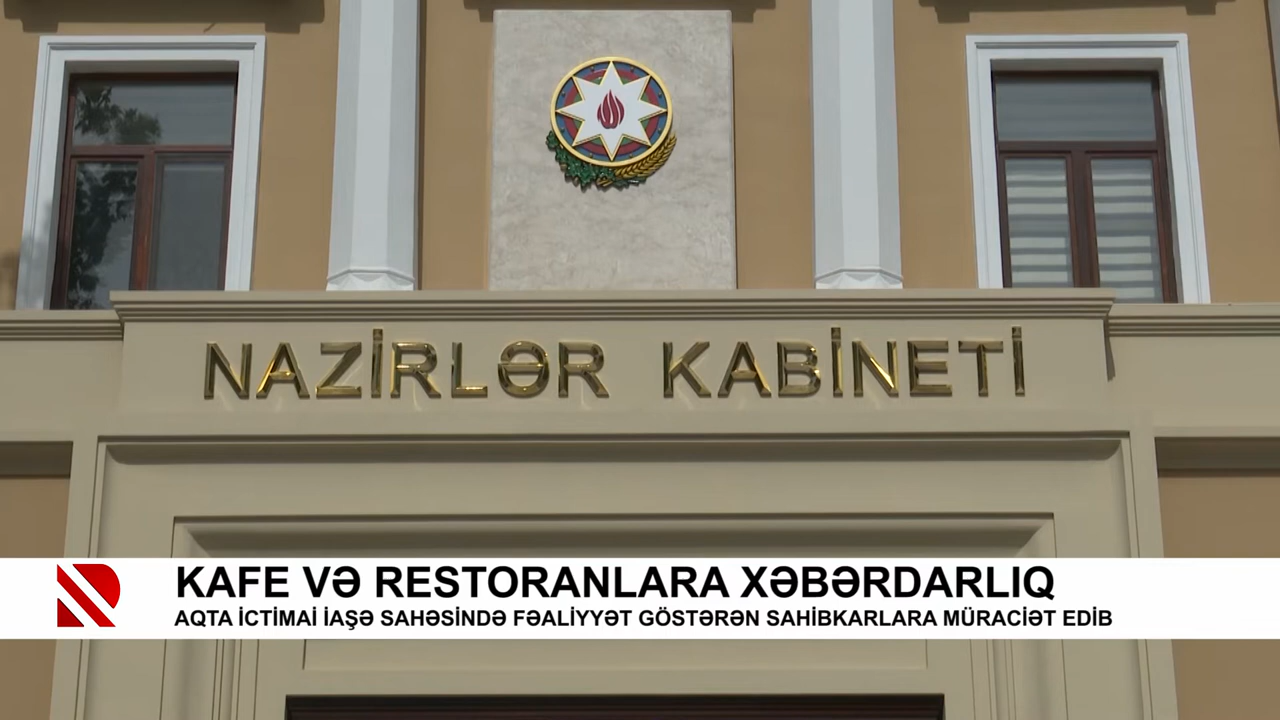 NAZİRLƏR KABİNETİ
KAFE VƏ RESTORANLARA XƏBƏRDARLIQ
AQTA İCTİMAİ İAŞƏ SAHƏSİNDƏ FƏALİYYƏT GÖSTƏRƏN SAHİBKARLARA MÜRACİƏT EDİB